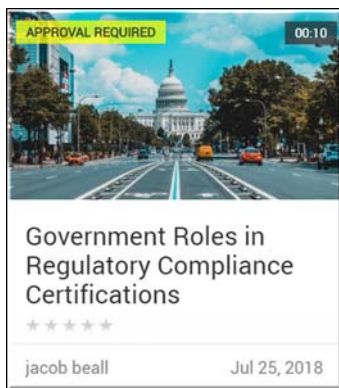 APPROVAL REQUIRED 00:10
Government Roles in
Regulatory Compliance
Certifications
jacob beall Jul 25, 2018